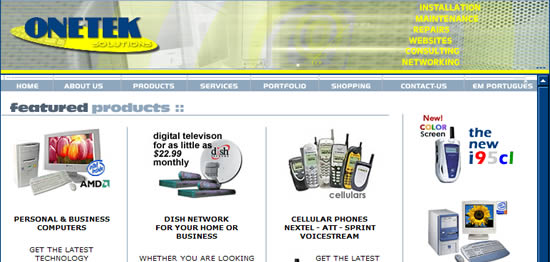 ONETEK
SOLUTIONS
INSTALLATION
MAINTENANCE
REPAIRS
WEBSITES
CONSULTING
NETWORKING
HOME
ABOUT US
PRODUCTS
SERVICES
PORTFOLIO
SHOPPING
CONTACT-US
EM PORTUGUÊS
featured products ::
AMD
PERSONAL & BUSINESS
COMPUTERS
GET THE LATEST
TECHNOLOGY
digital televison
for as little as
$22.99
monthly
dish
DISH NETWORK
FOR YOUR HOME OR
BUSINESS
WHETHER YOU ARE LOOKING
cellulars
CELLULAR PHONES
NEXTEL - ATT - SPRINT
VOICESTREAM
GET THE LATEST
New!
COLOR
Screen
the
new
i95cl